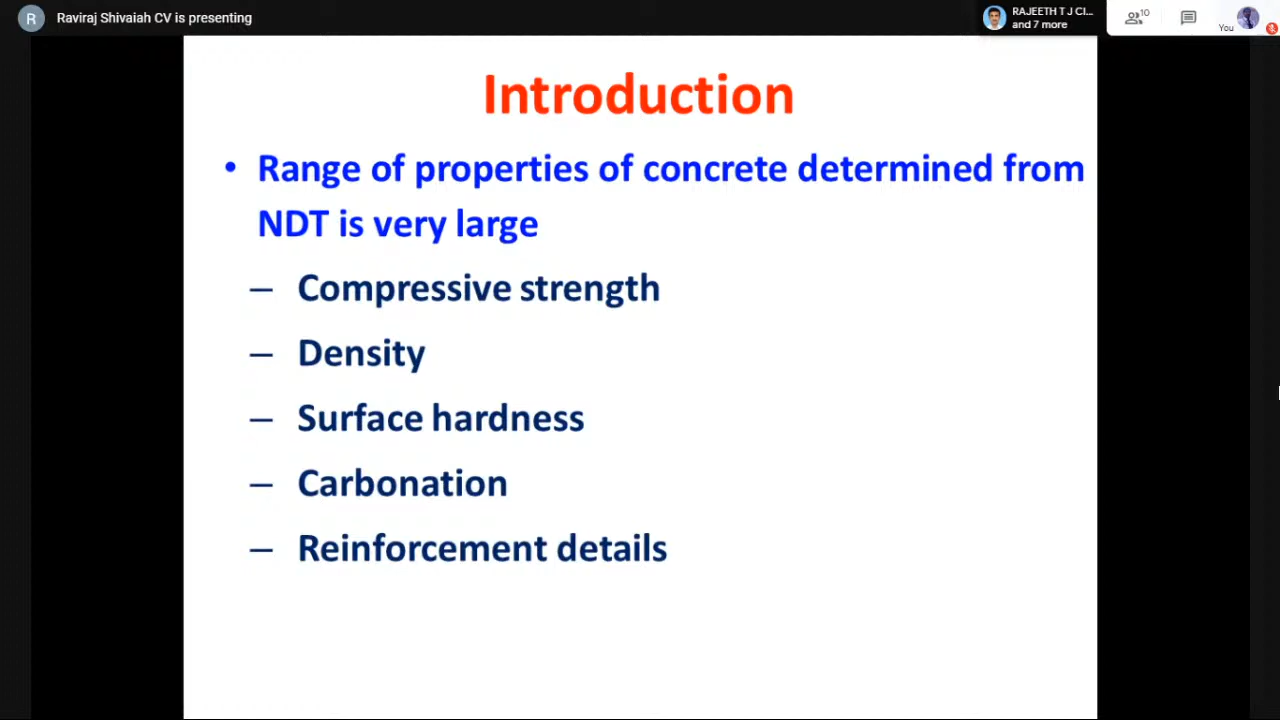 R Raviraj Shivaiah CV is presenting
RAJEETH T J CI...
and 7 more
10
You
Introduction
• Range of properties of concrete determined from
NDT is very large
– Compressive strength
– Density
– Surface hardness
– Carbonation
– Reinforcement details